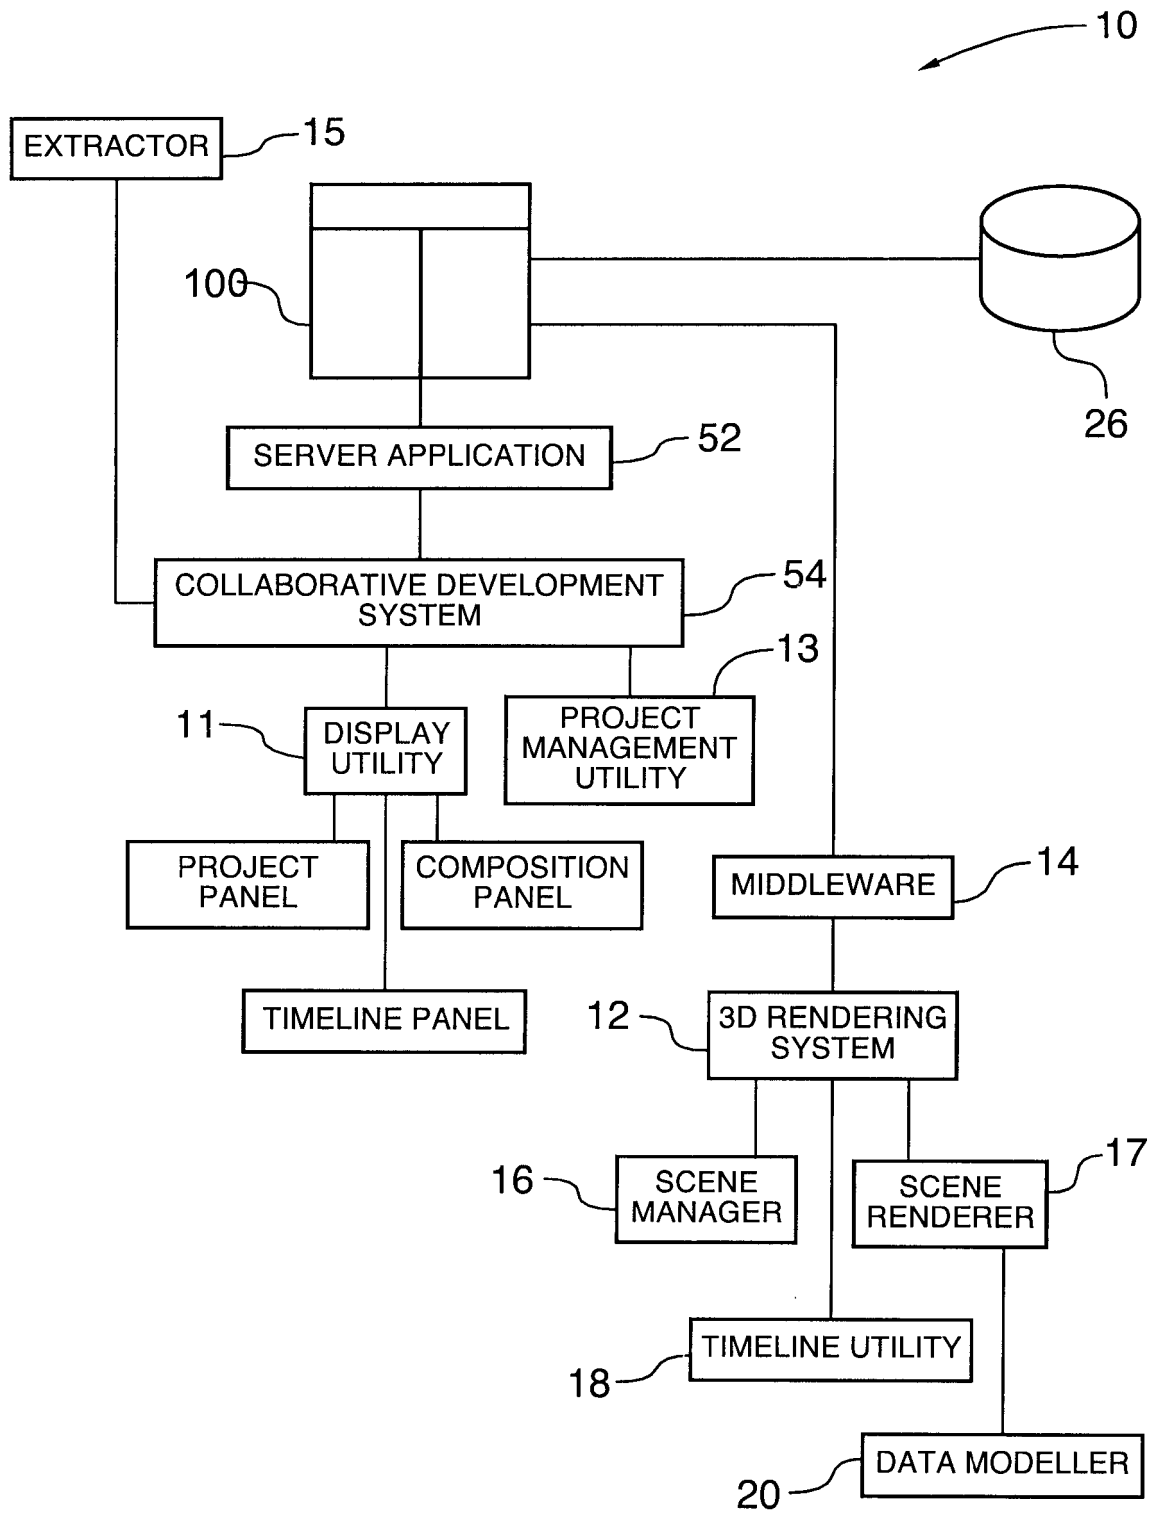 10
EXTRACTOR
15
100
26
SERVER APPLICATION
52
COLLABORATIVE DEVELOPMENT
SYSTEM
54
13
11
DISPLAY
UTILITY
PROJECT
MANAGEMENT
UTILITY
PROJECT
PANEL
COMPOSITION
PANEL
MIDDLEWARE
14
TIMELINE PANEL
12
3D RENDERING
SYSTEM
16
SCENE
MANAGER
SCENE
RENDERER
17
TIMELINE UTILITY
18
DATA MODELLER
20